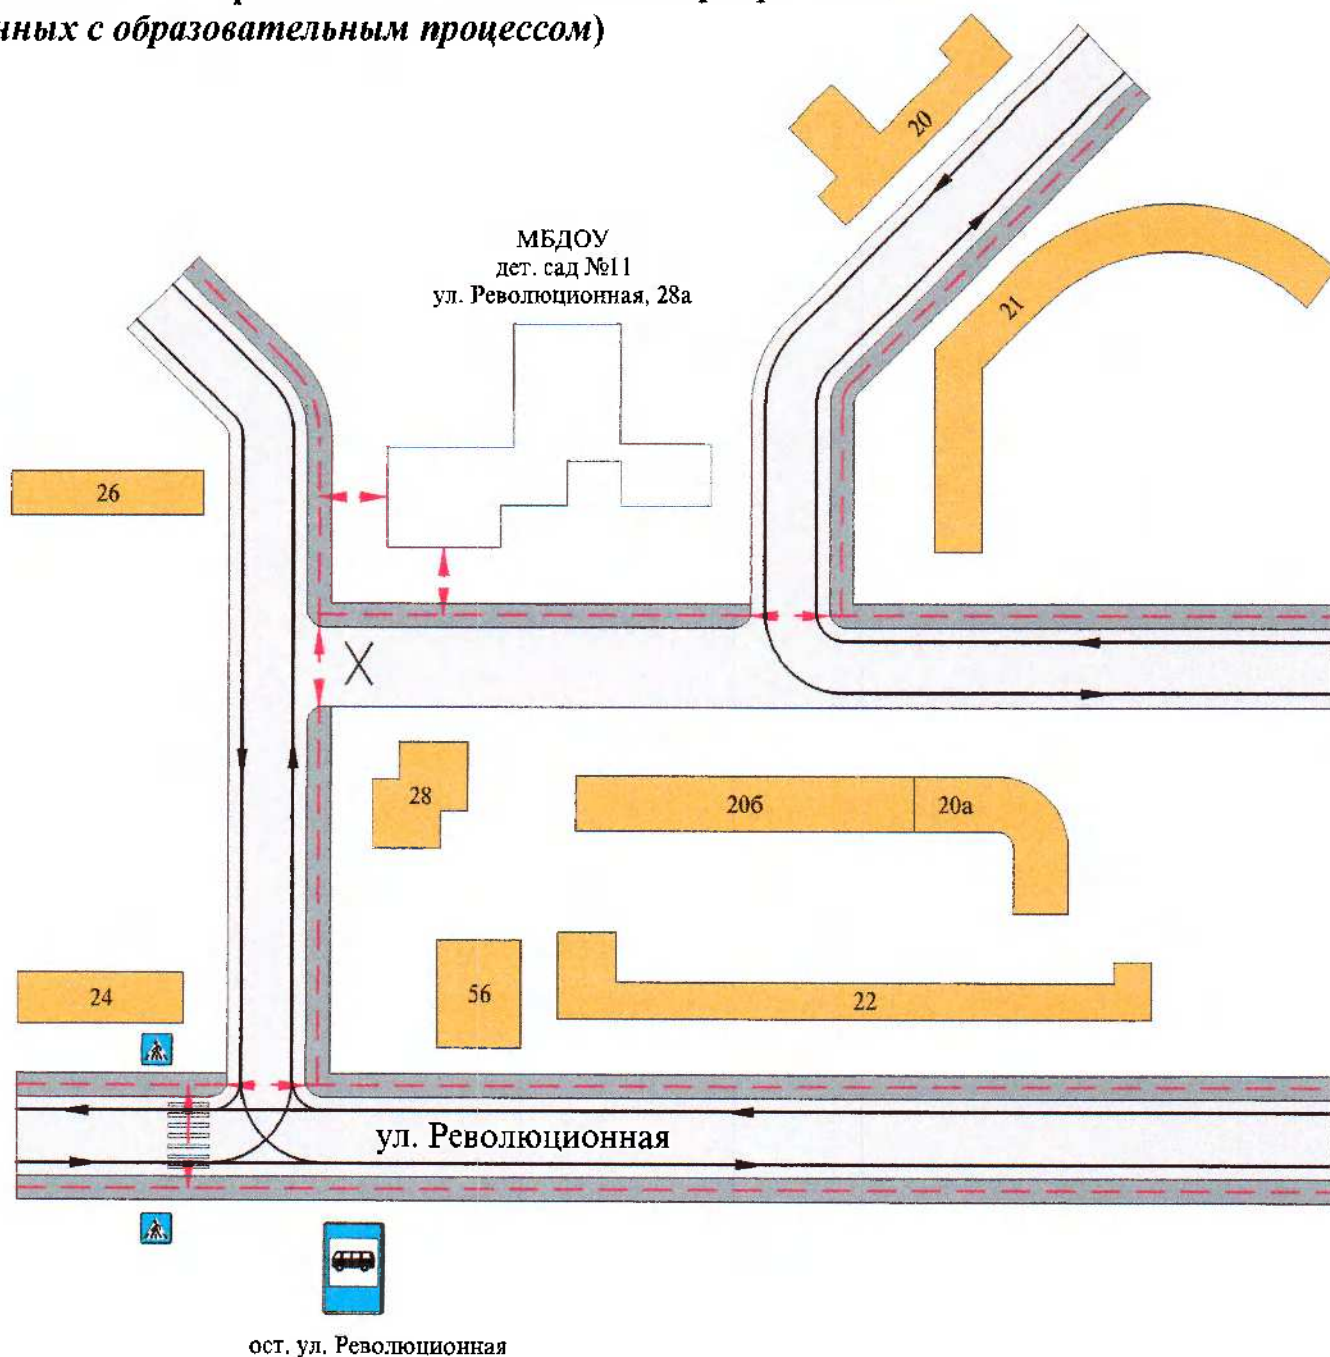 нных с образовательным процессом)
20
МБДОУ
дет. сад №11
ул. Революционная, 28а
21
26
28
20б
20а
24
56
22
ул. Революционная
ост. ул. Революционная